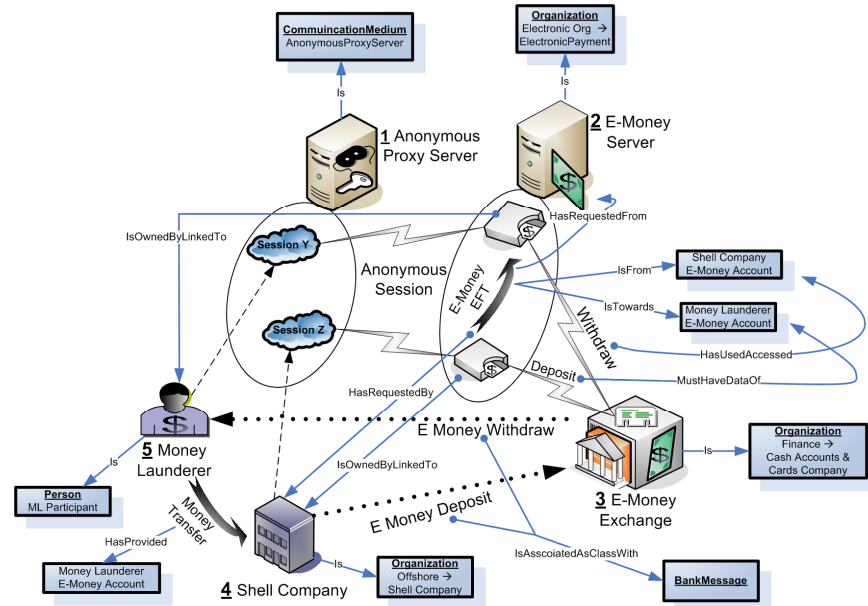 CommuincationMedium
AnonymousProxyServer
Organization
Electronic Org →
ElectronicPayment
Is
Is
1 Anonymous
Proxy Server
2 E-Money
Server
HasRequestedFrom
IsOwnedByLinkedTo
Session Y
Anonymous
Session
E-Money
EFT
IsFrom
Shell Company
E-Money Account
IsTowards
Money Launderer
E-Money Account
Session Z
Withdraw
HasUsedAccessed
Deposit
MustHaveDataOf
HasRequestedBy
E Money Withdraw
5 Money
Launderer
IsOwnedByLinkedTo
Is
Organization
Finance →
Cash Accounts &
Cards Company
Is
Person
ML Participant
3 E-Money
Exchange
Money
Transfer
E Money Deposit
HasProvided
IsAsscoiatedAsClassWith
Money Launderer
E-Money Account
4 Shell Company
Is
Organization
Offshore →
Shell Company
BankMessage